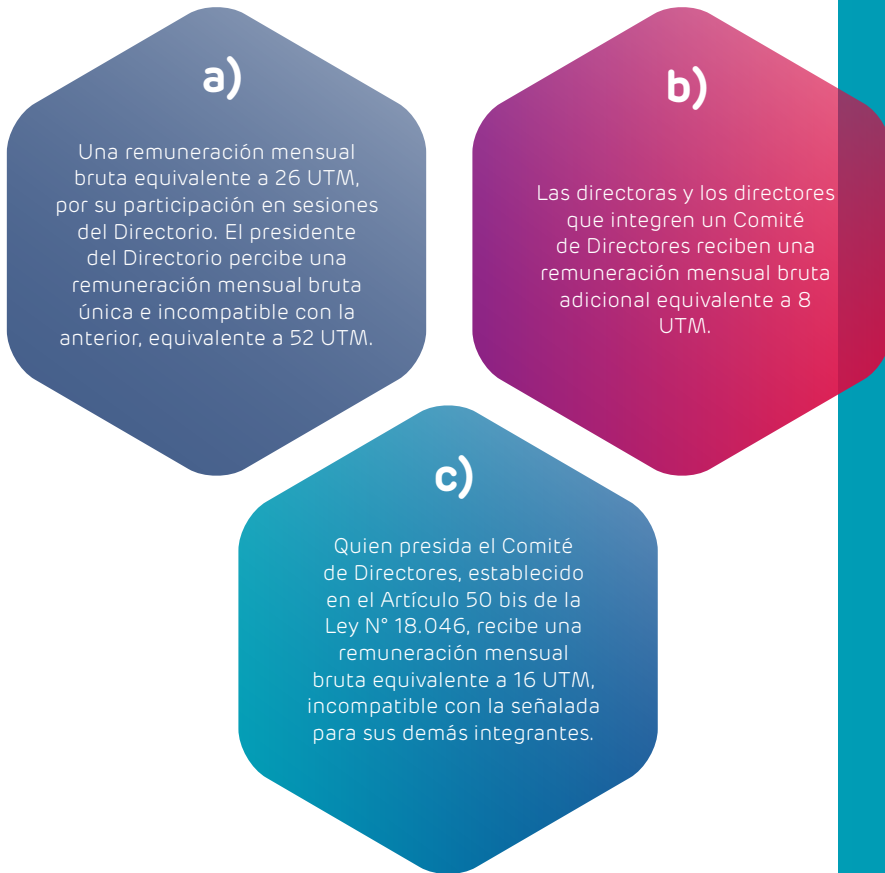 a)
Una remuneración mensual
bruta equivalente a 26 UTM,
por su participación en sesiones
del Directorio. El presidente
del Directorio percibe una
remuneración mensual bruta
única e incompatible con la
anterior, equivalente a 52 UTM.
b)
Las directoras y los directores
que integren un Comité
de Directores reciben una
remuneración mensual bruta
adicional equivalente a 8
UTM.
c)
Quien presida el Comité
de Directores, establecido
en el Artículo 50 bis de la
Ley N° 18.046, recibe una
remuneración mensual
bruta equivalente a 16 UTM,
incompatible con la señalada
para sus demás integrantes.